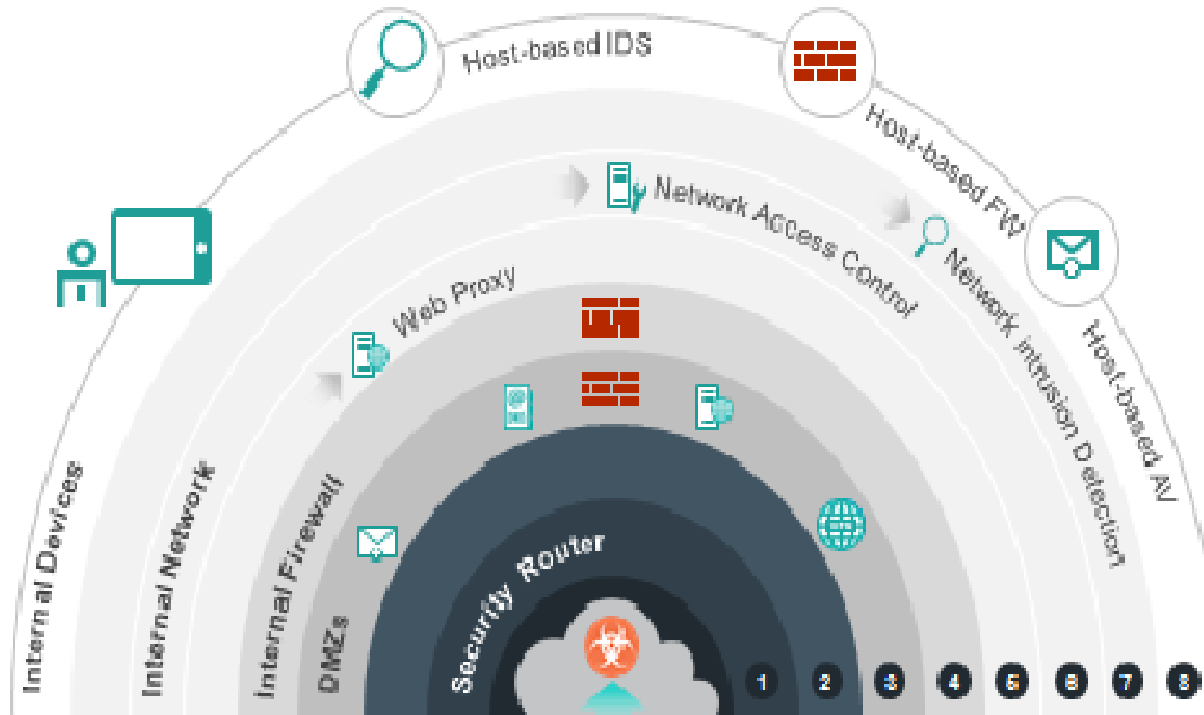 Host-based IDS
Host-based FW
Network Access Control
Network Intrusion Detection
Web Proxy
Host-based AV
Internal Devices
Internal Network
Internal Firewall
DMZs
Security Router
1 2 3 4 5 6 7 8